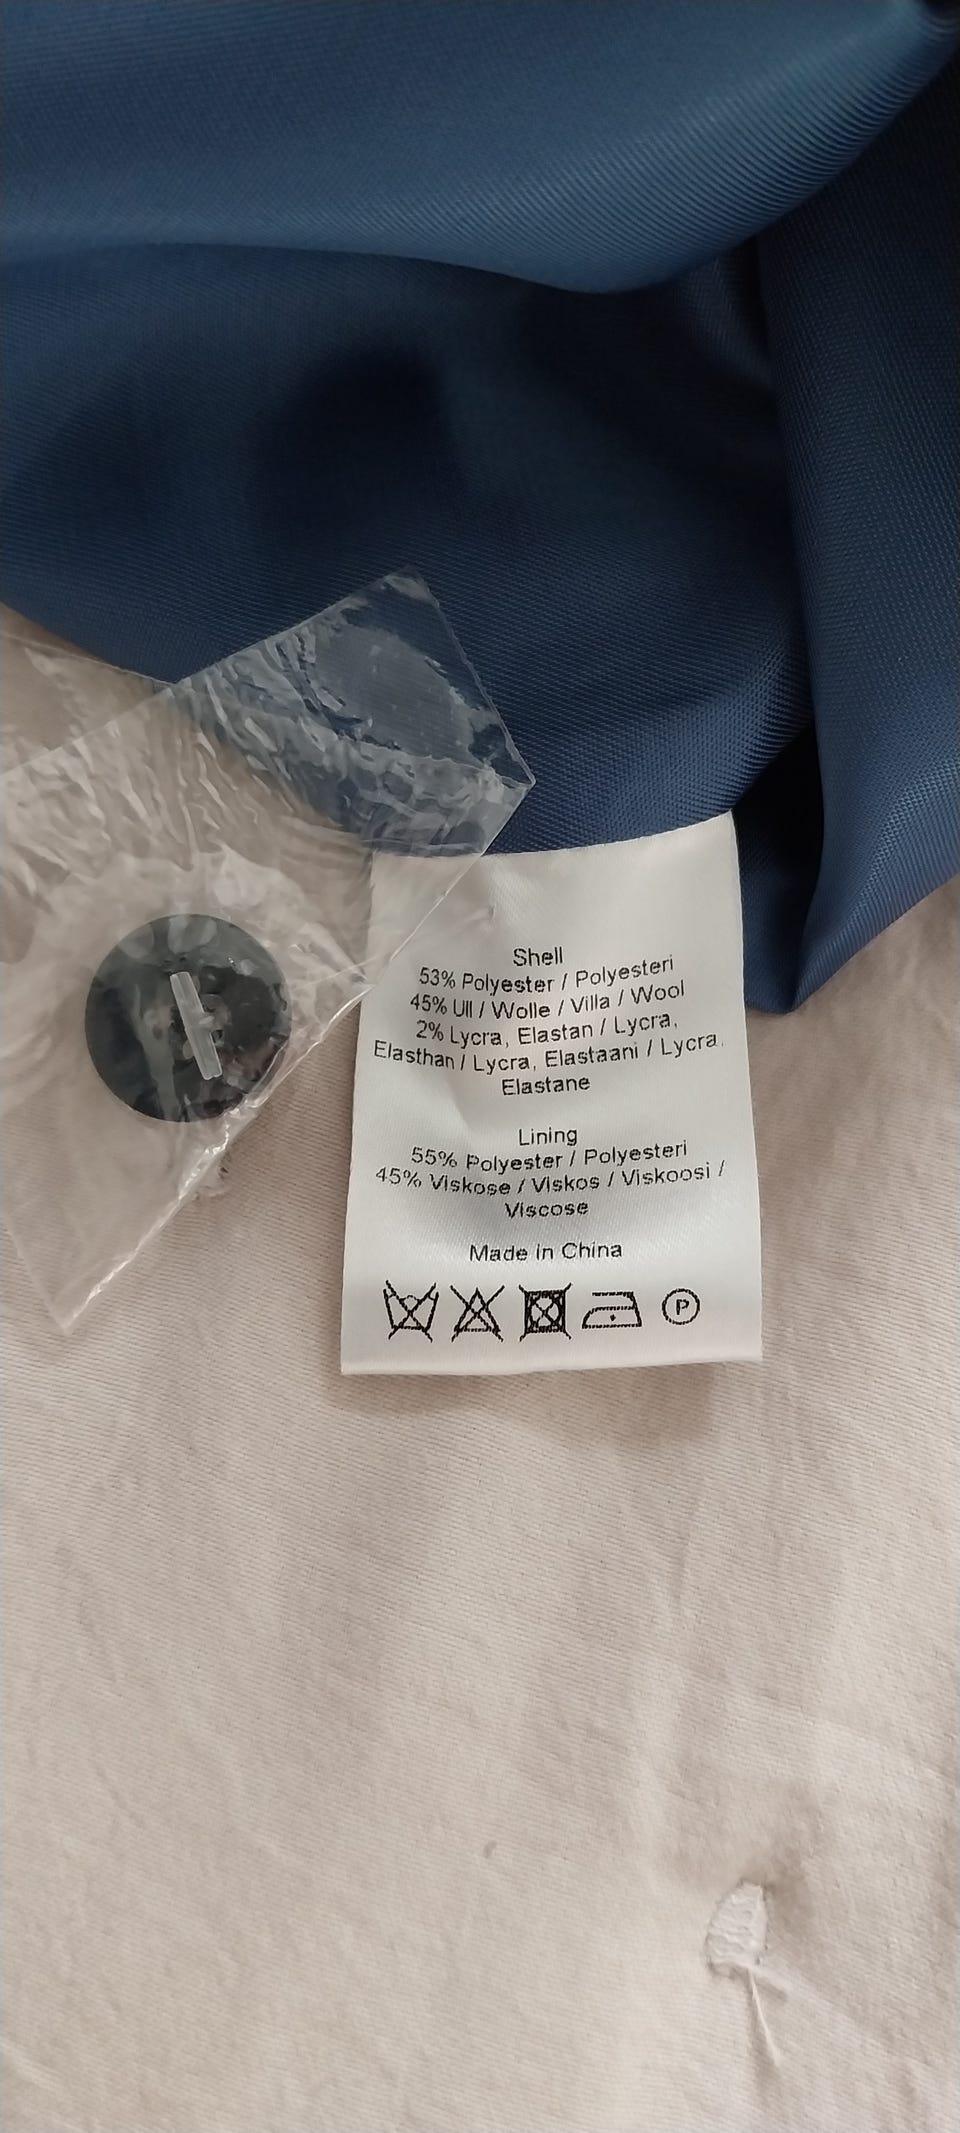 Shell
53% Polyester / Polyesteri
45% Ull / Wolle / Villa / Wool
2% Lycra, Elastan / Lycra,
Elasthan / Lycra, Elastaani / Lycra,
Elastane
Lining
55% Polyester / Polyesteri
45% Viskose / Viskos / Viskoosi /
Viscose
Made in China
P